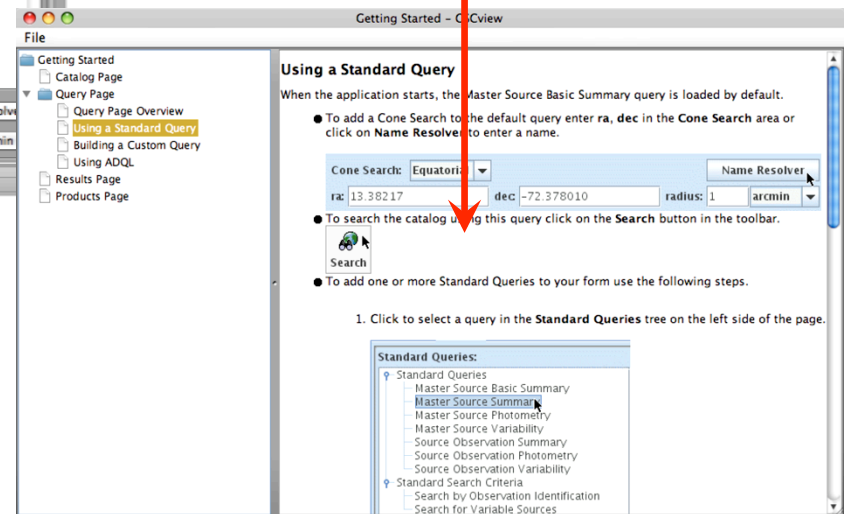 Getting Started - CSCview
File
Getting Started
Catalog Page
Query Page
Query Page Overview
Using a Standard Query
Building a Custom Query
Using ADQL
Results Page
Products Page
Using a Standard Query
When the application starts, the Master Source Basic Summary query is loaded by default.
To add a Cone Search to the default query enter ra, dec in the Cone Search area or
click on Name Resolver to enter a name.
Cone Search: Equatorial Name Resolver
ra: 13.38217 dec: -72.378010 radius: 1 arcmin
To search the catalog using this query click on the Search button in the toolbar.
Search
To add one or more Standard Queries to your form use the following steps.
1. Click to select a query in the Standard Queries tree on the left side of the page.
Standard Queries:
Standard Queries
Master Source Basic Summary
Master Source Summary
Master Source Photometry
Master Source Variability
Source Observation Summary
Source Observation Photometry
Source Observation Variability
Standard Search Criteria
Search by Observation Identification
Search for Variable Sources